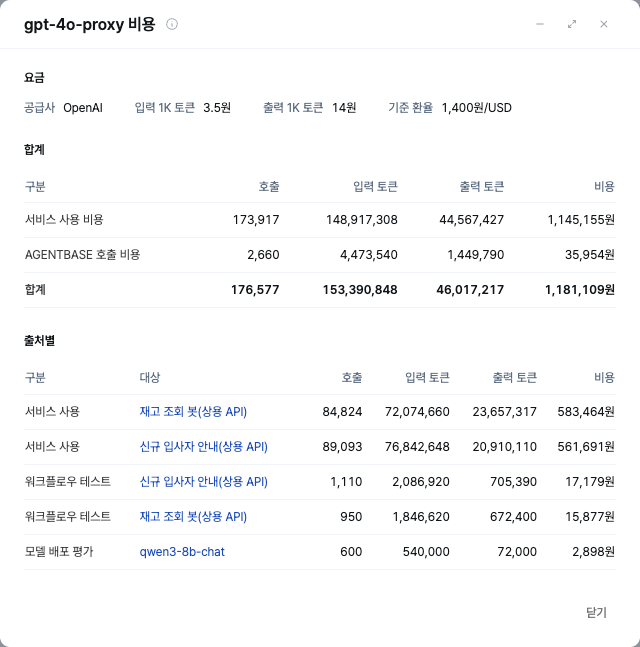 gpt-4o-proxy 비용
요금
공급사 OpenAI 입력 1K 토큰 3.5원 출력 1K 토큰 14원 기준 환율 1,400원/USD
합계
구분 호출 입력 토큰 출력 토큰 비용
서비스 사용 비용 173,917 148,917,308 44,567,427 1,145,155원
AGENTBASE 호출 비용 2,660 4,473,540 1,449,790 35,954원
합계 176,577 153,390,848 46,017,217 1,181,109원
출처별
구분 대상 호출 입력 토큰 출력 토큰 비용
서비스 사용 재고 조회 봇(상용 API) 84,824 72,074,660 23,657,317 583,464원
서비스 사용 신규 입사자 안내(상용 API) 89,093 76,842,648 20,910,110 561,691원
워크플로우 테스트 신규 입사자 안내(상용 API) 1,110 2,086,920 705,390 17,179원
워크플로우 테스트 재고 조회 봇(상용 API) 950 1,846,620 672,400 15,877원
모델 배포 평가 qwen3-8b-chat 600 540,000 72,000 2,898원
닫기